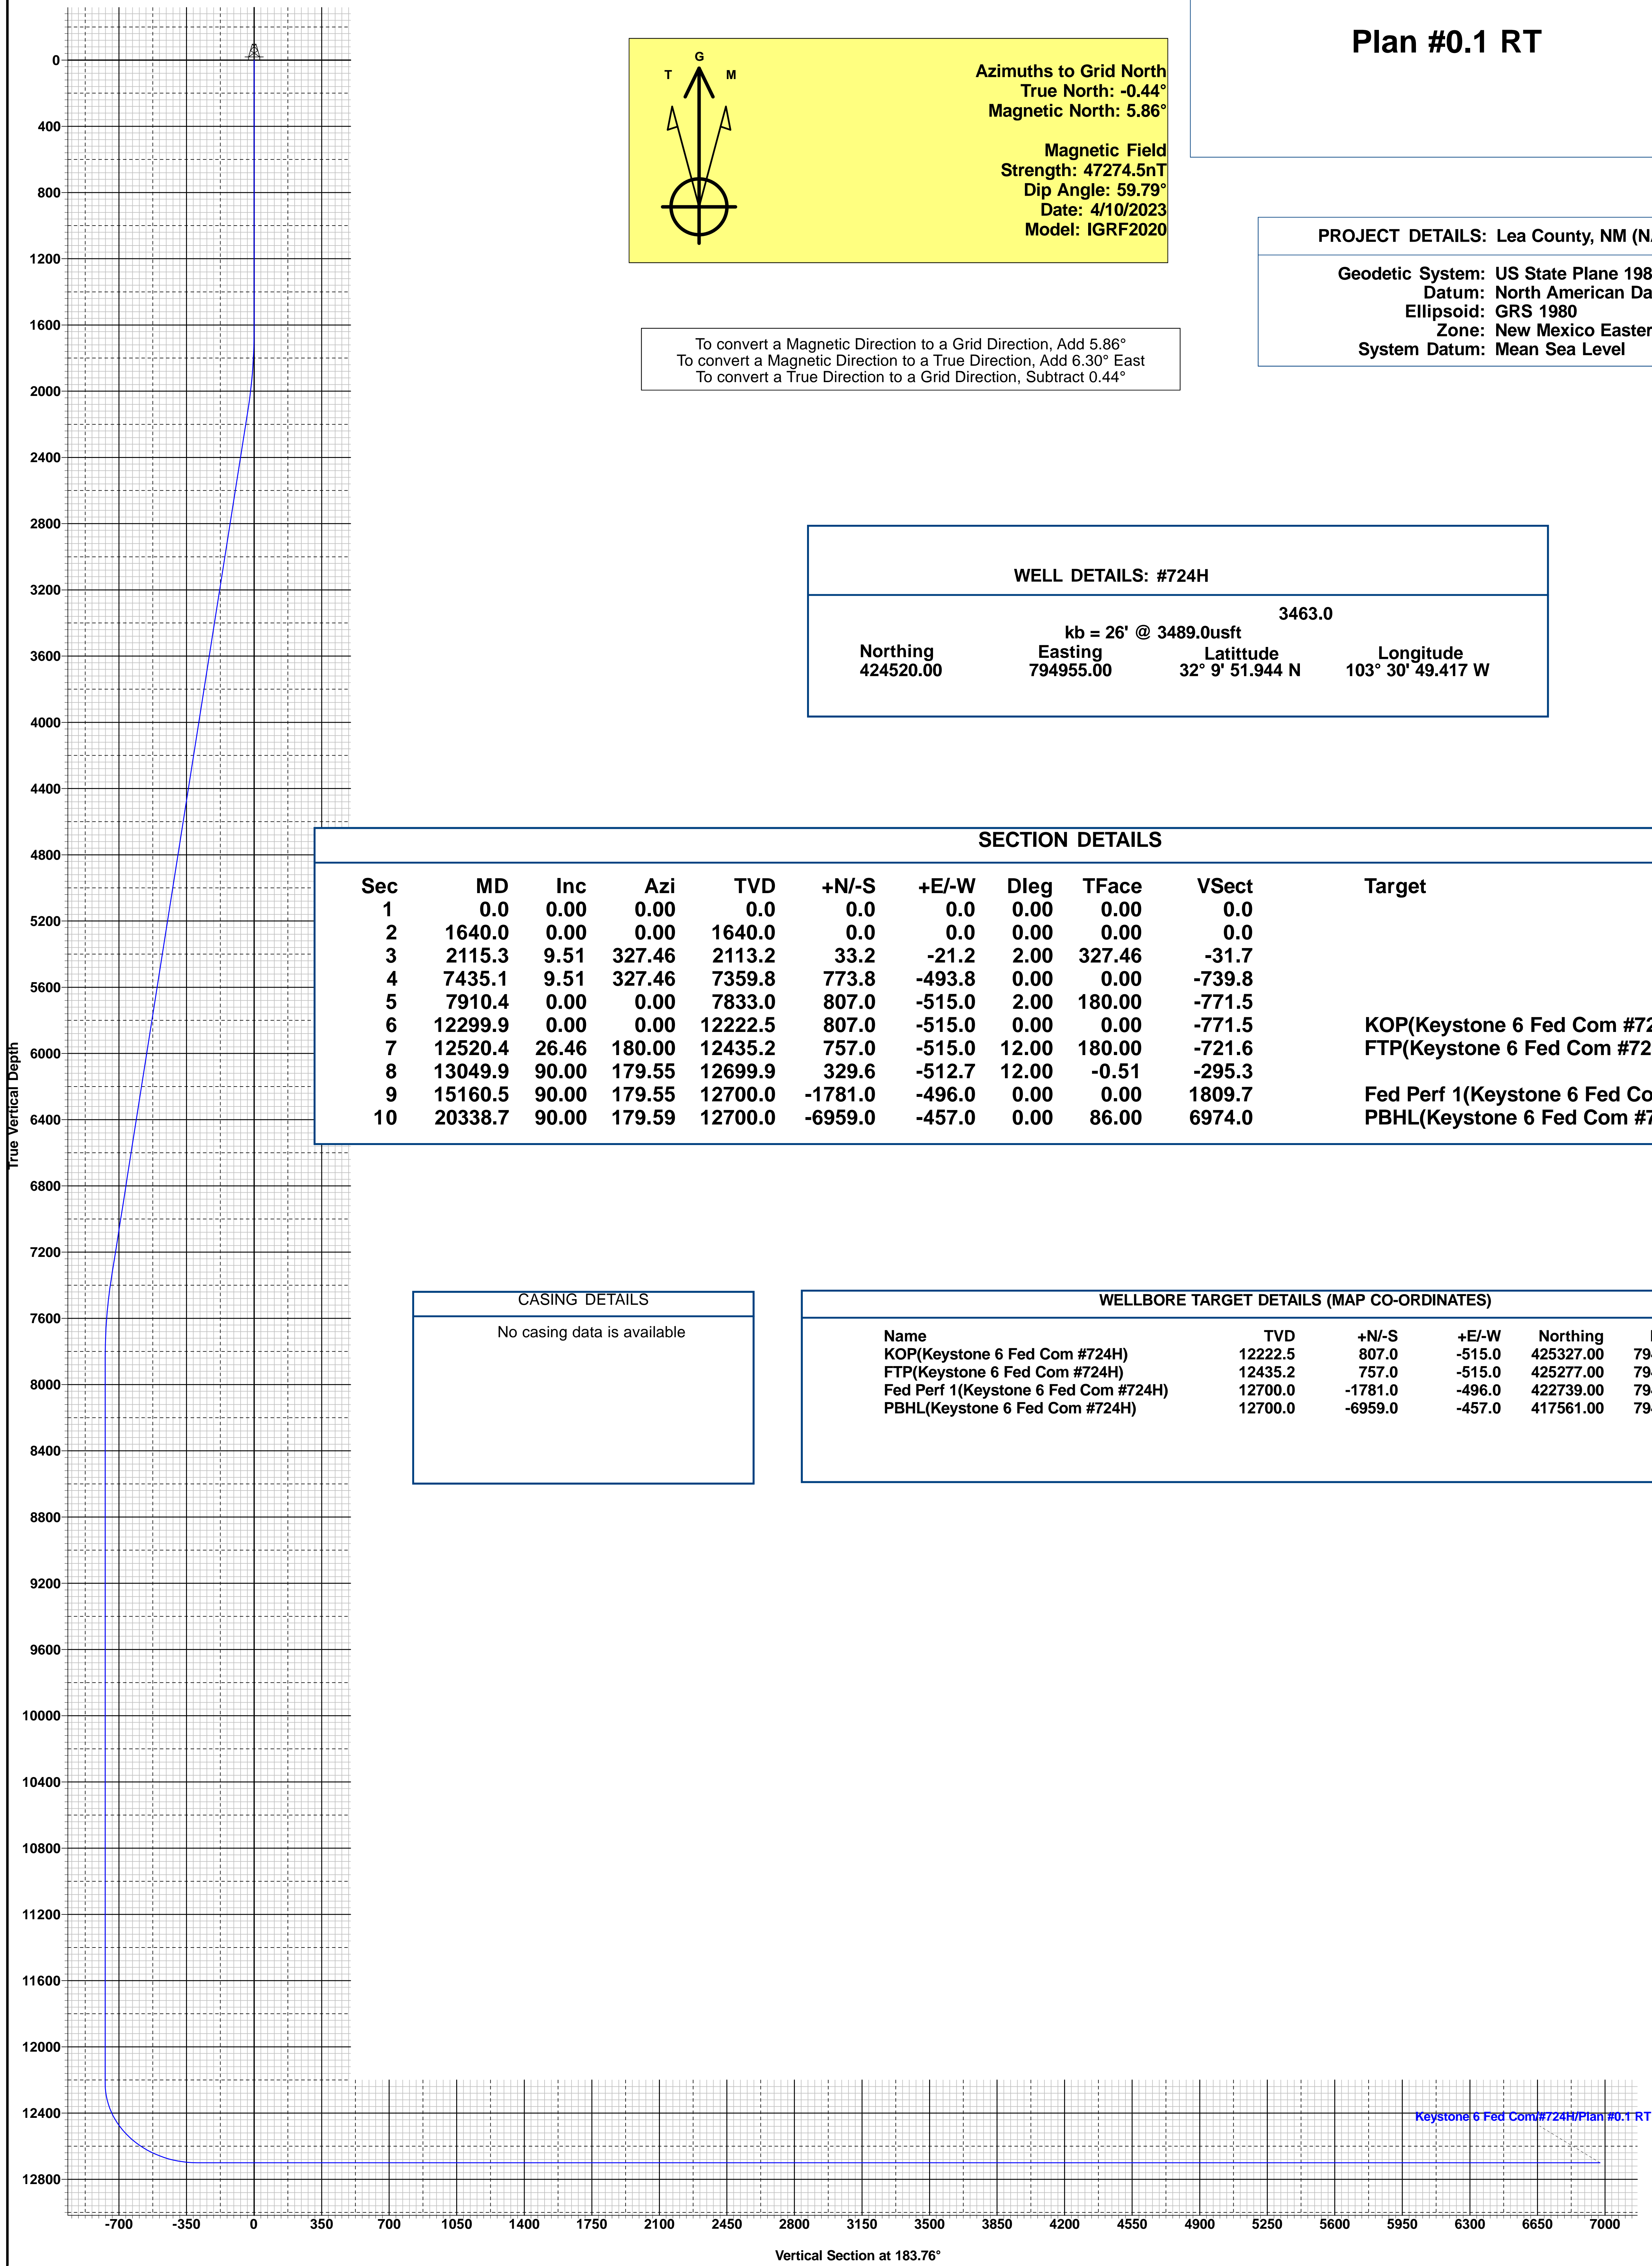 Plan #0.1 RT
T G M
Azimuths to Grid North
True North: -0.44°
Magnetic North: 5.86°
Magnetic Field
Strength: 47274.5nT
Dip Angle: 59.79°
Date: 4/10/2023
Model: IGRF2020
PROJECT DETAILS: Lea County, NM (N
Geodetic System: US State Plane 198
Datum: North American Da
Ellipsoid: GRS 1980
Zone: New Mexico Easter
System Datum: Mean Sea Level
To convert a Magnetic Direction to a Grid Direction, Add 5.86°
To convert a Magnetic Direction to a True Direction, Add 6.30° East
To convert a True Direction to a Grid Direction, Subtract 0.44°
WELL DETAILS: #724H
3463.0
kb = 26' @ 3489.0usft
Northing Easting Latittude Longitude
424520.00 794955.00 32° 9' 51.944 N 103° 30' 49.417 W
SECTION DETAILS
Sec MD Inc Azi TVD +N/-S +E/-W Dleg TFace VSect Target
1 0.0 0.00 0.00 0.0 0.0 0.0 0.00 0.00 0.0
2 1640.0 0.00 0.00 1640.0 0.0 0.0 0.00 0.00 0.0
3 2115.3 9.51 327.46 2113.2 33.2 -21.2 2.00 327.46 -31.7
4 7435.1 9.51 327.46 7359.8 773.8 -493.8 0.00 0.00 -739.8
5 7910.4 0.00 0.00 7833.0 807.0 -515.0 2.00 180.00 -771.5
6 12299.9 0.00 0.00 12222.5 807.0 -515.0 0.00 0.00 -771.5 KOP(Keystone 6 Fed Com #72
7 12520.4 26.46 180.00 12435.2 757.0 -515.0 12.00 180.00 -721.6 FTP(Keystone 6 Fed Com #72
8 13049.9 90.00 179.55 12699.9 329.6 -512.7 12.00 -0.51 -295.3
9 15160.5 90.00 179.55 12700.0 -1781.0 -496.0 0.00 0.00 1809.7 Fed Perf 1(Keystone 6 Fed Co
10 20338.7 90.00 179.59 12700.0 -6959.0 -457.0 0.00 86.00 6974.0 PBHL(Keystone 6 Fed Com #7
CASING DETAILS
No casing data is available
WELLBORE TARGET DETAILS (MAP CO-ORDINATES)
Name TVD +N/-S +E/-W Northing
KOP(Keystone 6 Fed Com #724H) 12222.5 807.0 -515.0 425327.00 79
FTP(Keystone 6 Fed Com #724H) 12435.2 757.0 -515.0 425277.00 79
Fed Perf 1(Keystone 6 Fed Com #724H) 12700.0 -1781.0 -496.0 422739.00 79
PBHL(Keystone 6 Fed Com #724H) 12700.0 -6959.0 -457.0 417561.00 79
True Vertical Depth
0
400
800
1200
1600
2000
2400
2800
3200
3600
4000
4400
4800
5200
5600
6000
6400
6800
7200
7600
8000
8400
8800
9200
9600
10000
10400
10800
11200
11600
12000
12400
12800
Keystone 6 Fed Com/#724H/Plan #0.1 RT
-700 -350 0 350 700 1050 1400 1750 2100 2450 2800 3150 3500 3850 4200 4550 4900 5250 5600 5950 6300 6650 7000
Vertical Section at 183.76°